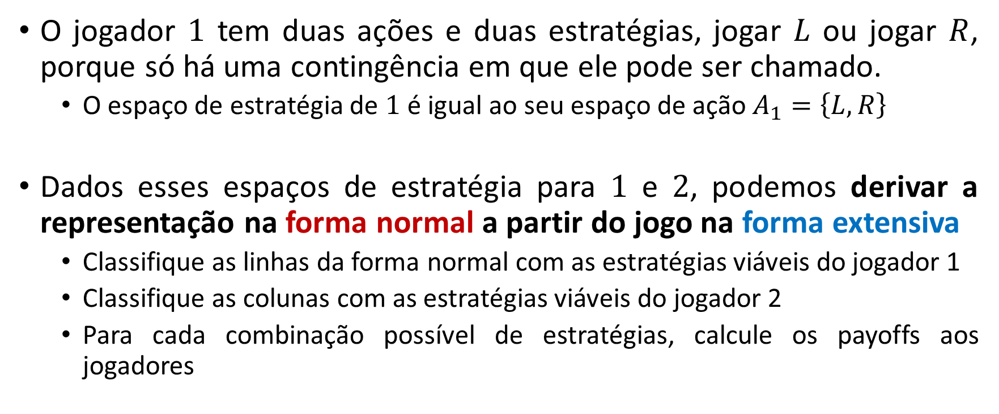 • O jogador 1 tem duas ações e duas estratégias, jogar L ou jogar R,
porque só há uma contingência em que ele pode ser chamado.
• O espaço de estratégia de 1 é igual ao seu espaço de ação A₁ = {L, R}
• Dados esses espaços de estratégia para 1 e 2, podemos derivar a
representação na forma normal a partir do jogo na forma extensiva
• Classifique as linhas da forma normal com as estratégias viáveis do jogador 1
• Classifique as colunas com as estratégias viáveis do jogador 2
• Para cada combinação possível de estratégias, calcule os payoffs aos
jogadores